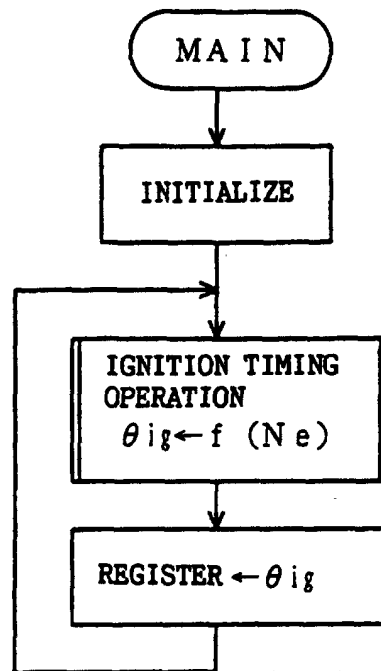 MAIN
INITIALIZE
IGNITION TIMING
OPERATION
θig←f (Ne)
REGISTER←θig